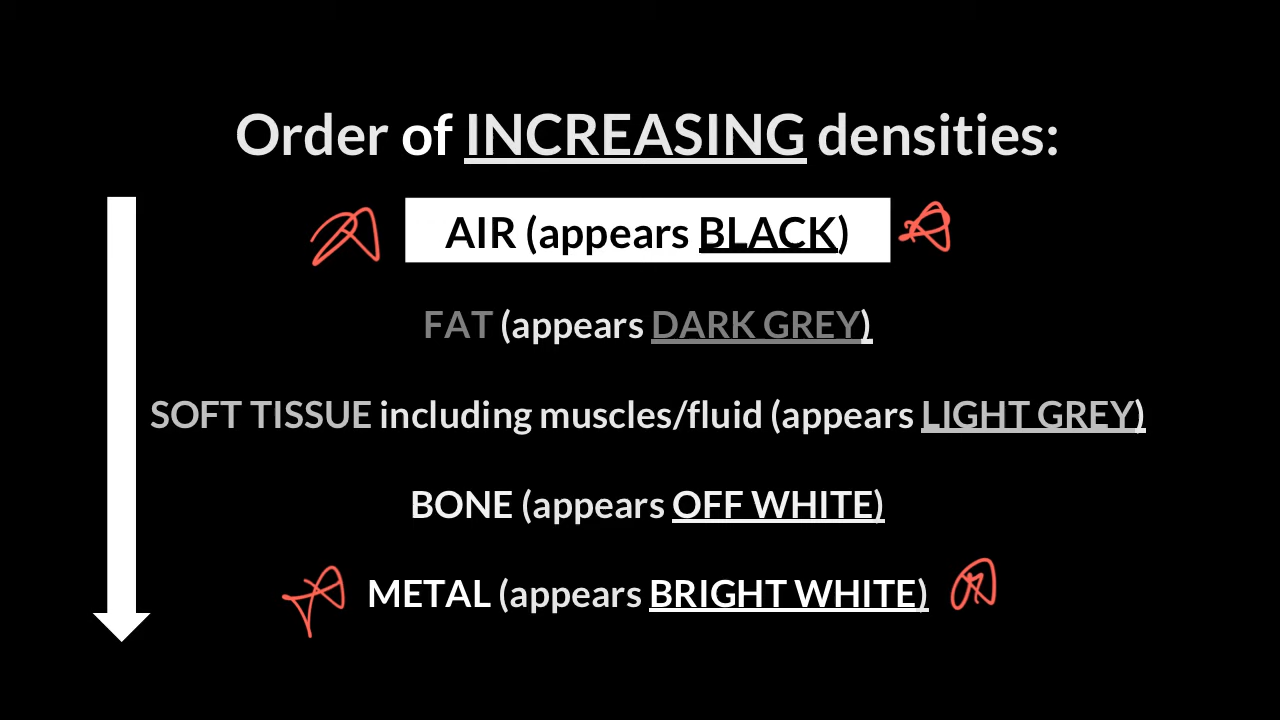 Order of INCREASING densities:
AIR (appears BLACK)
FAT (appears DARK GREY)
SOFT TISSUE including muscles/fluid (appears LIGHT GREY)
BONE (appears OFF WHITE)
METAL (appears BRIGHT WHITE)